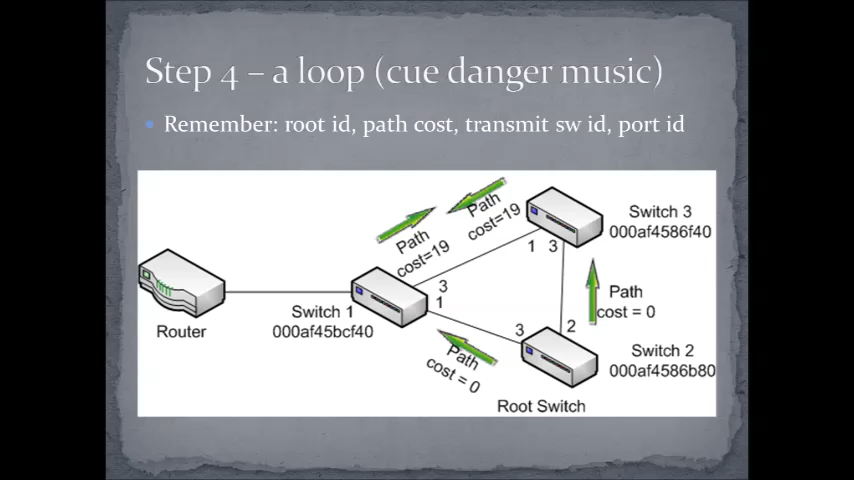 Step 4 – a loop (cue danger music)
Remember: root id, path cost, transmit sw id, port id
Path
cost=19
Path
cost=19
Switch 3
000af4586f40
1 3
3
1
Path
cost = 0
Switch 1
000af45bcf40
Router
3
2
Path
cost = 0
Switch 2
000af4586b80
Root Switch